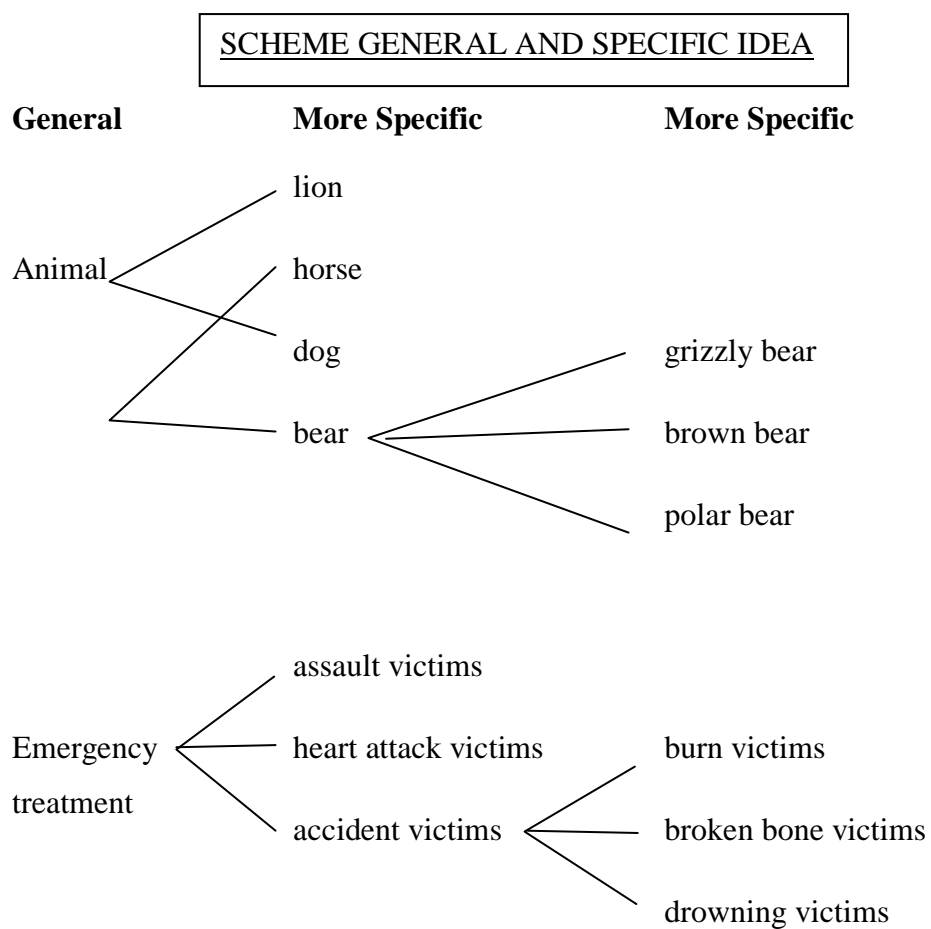 SCHEME GENERAL AND SPECIFIC IDEA
General More Specific More Specific
lion
Animal horse
dog grizzly bear
bear brown bear
polar bear
assault victims
Emergency heart attack victims burn victims
treatment
accident victims broken bone victims
drowning victims